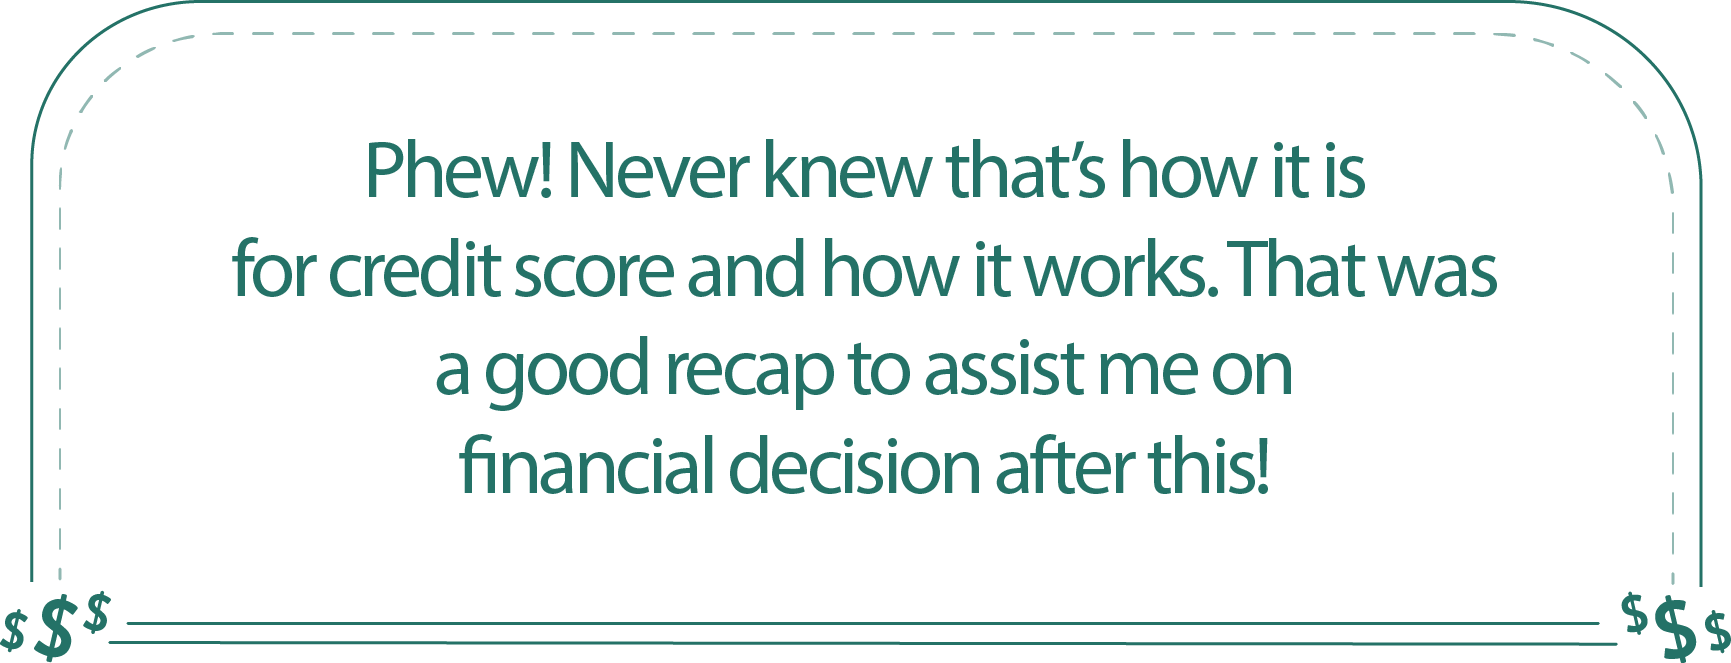 Phew! Never knew that’s how it is
for credit score and how it works. That was
a good recap to assist me on
financial decision after this!
$ $ $ $ $ $